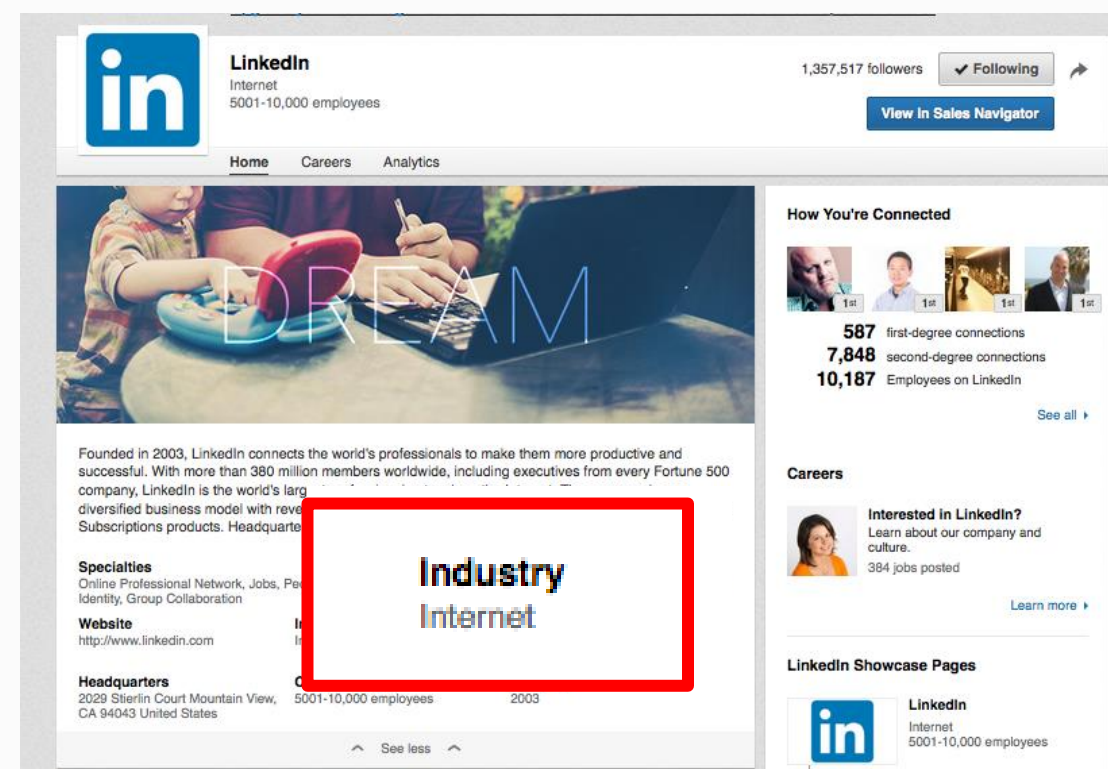 in
LinkedIn
Internet
5001-10,000 employees
1,357,517 followers
Following
View in Sales Navigator
Home Careers Analytics
DREAM
Founded in 2003, LinkedIn connects the world's professionals to make them more productive and
successful. With more than 380 million members worldwide, including executives from every Fortune 500
company, LinkedIn is the world's
diversified business model with
Subscriptions products.
Specialties
Online Professional Network, Jobs,
Identity, Group Collaboration
Website
http://www.linkedin.com
Industry
Internet
Headquarters
2029 Stierlin Court Mountain View,
CA 94043 United States
5001-10,000 employees
2003
See less
How You're Connected
1st 1st 1st 1st
587 first-degree connections
7,848 second-degree connections
10,187 Employees on LinkedIn
See all
Careers
Interested in LinkedIn?
Learn about our company and
culture.
384 jobs posted
Learn more
LinkedIn Showcase Pages
in
LinkedIn
Internet
5001-10,000 employees